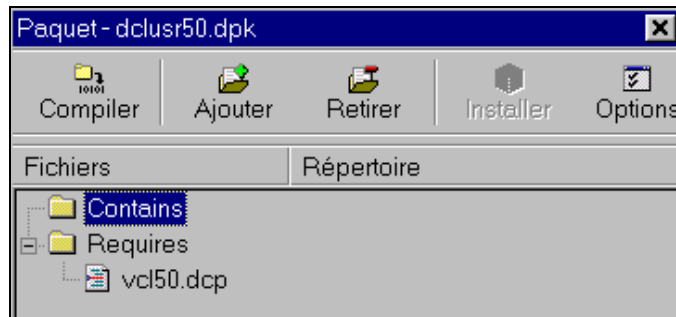 Paquet - dclusr50.dpk
Compiler Ajouter Retirer Installer Options
Fichiers Répertoire
Contains
Requires
vcl50.dcp